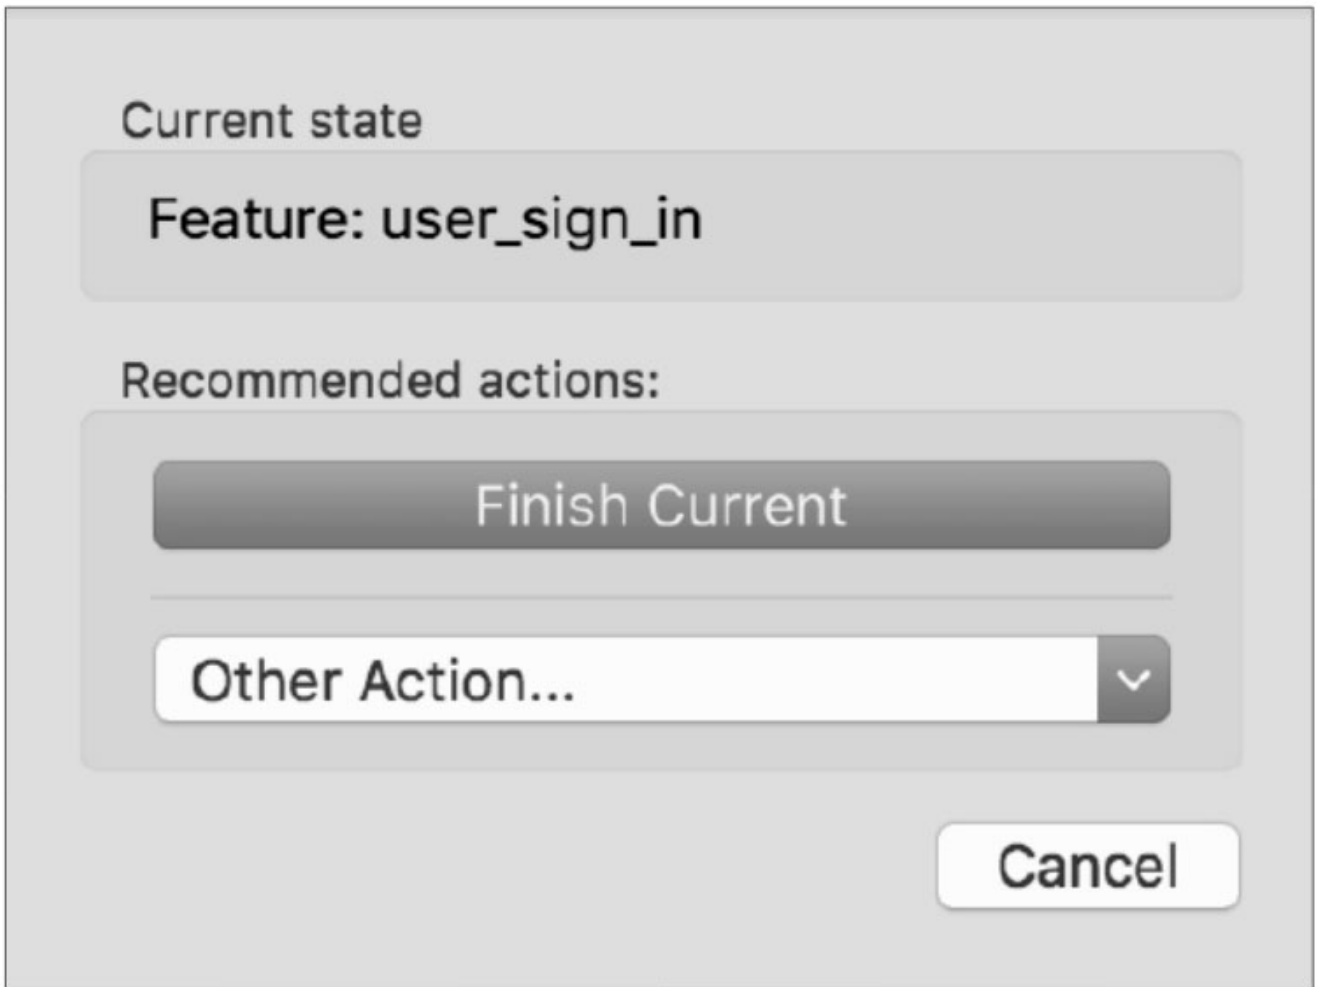 Current state
Feature: user_sign_in
Recommended actions:
Finish Current
Other Action...
Cancel